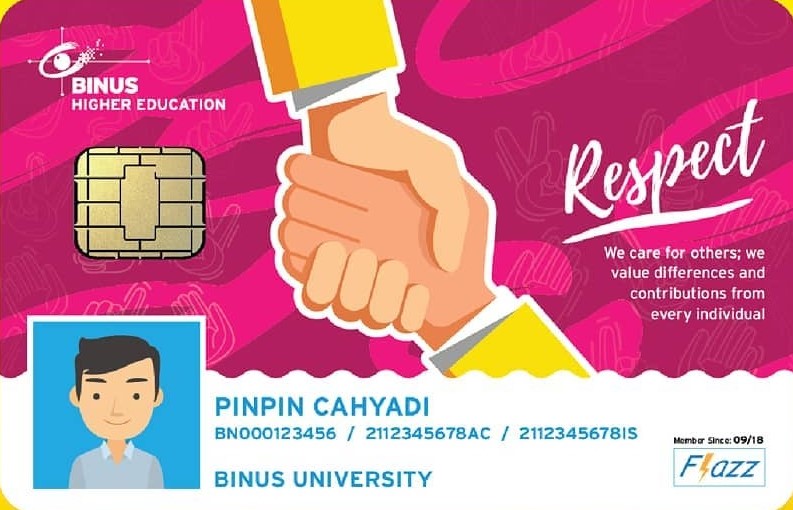 BINUS
HIGHER EDUCATION
Respect
We care for others; we
value differences and
contributions from
every individual
PINPIN CAHYADI
BN000123456 / 2112345678AC / 2112345678IS
BINUS UNIVERSITY
Member Since: 09/18
Flazz